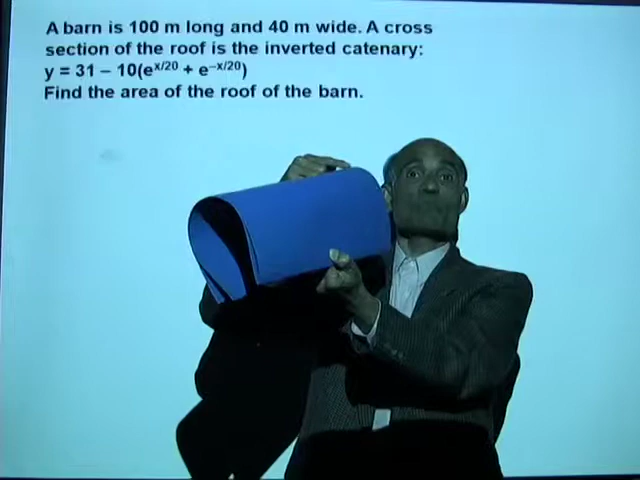 A barn is 100 m long and 40 m wide. A cross
section of the roof is the inverted catenary:
y = 31 – 10(e^x/20 + e^–x/20)
Find the area of the roof of the barn.